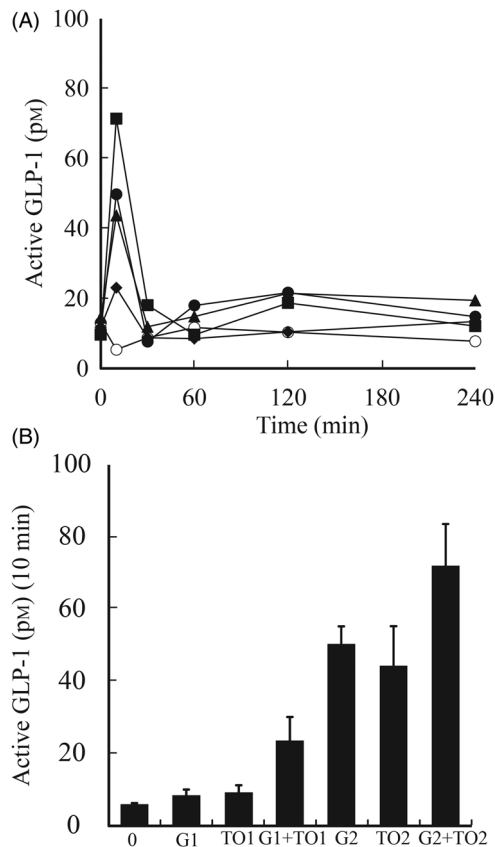 (A)
100
80
60
40
20
0
Active GLP-1 (pM)
0 60 120 180 240
Time (min)
(B)
100
80
60
40
20
0
Active GLP-1 (pM) (10 min)
0 G1 TO1 G1+TO1 G2 TO2 G2+TO2